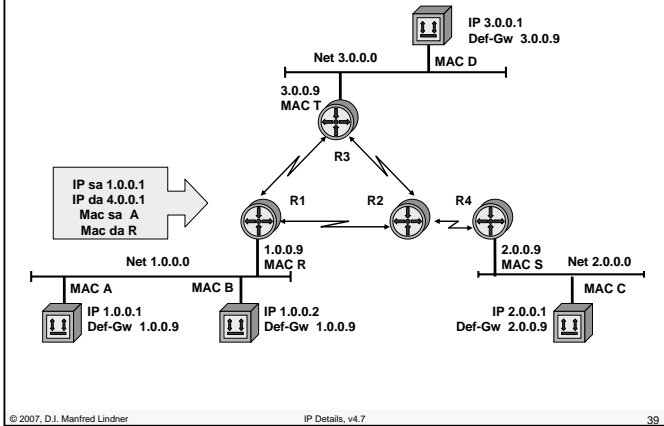 IP 3.0.0.1
Def-Gw 3.0.0.9
Net 3.0.0.0
MAC D
3.0.0.9
MAC T
R3
IP sa 1.0.0.1
IP da 4.0.0.1
Mac sa A
Mac da R
R1
R2
R4
1.0.0.9
MAC R
2.0.0.9
MAC S
Net 1.0.0.0
Net 2.0.0.0
MAC A
MAC B
MAC C
IP 1.0.0.1
Def-Gw 1.0.0.9
IP 1.0.0.2
Def-Gw 1.0.0.9
IP 2.0.0.1
Def-Gw 2.0.0.9
© 2007, D.I. Manfred Lindner
IP Details, v4.7
39